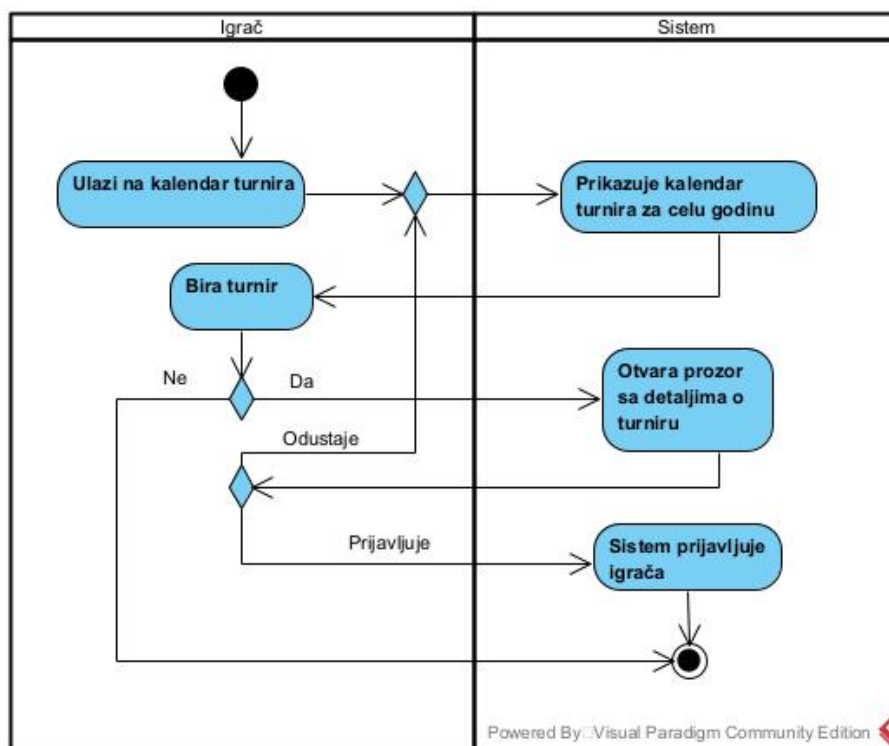 Igrač
Sistem
Ulazi na kalendar turnira
Prikazuje kalendar
turnira za celu godinu
Bira turnir
Ne
Da
Otvara prozor
sa detaljima o
turniru
Odustaje
Prijavljuje
Sistem prijavljuje
igrača
Powered By Visual Paradigm Community Edition